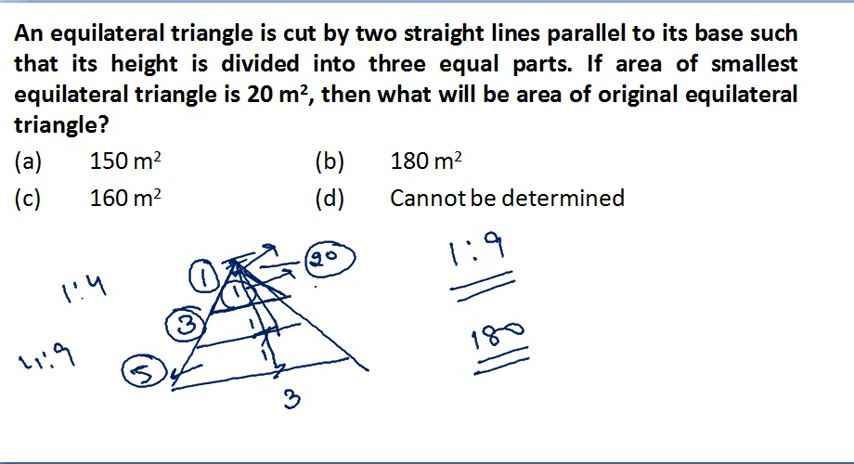 An equilateral triangle is cut by two straight lines parallel to its base such
that its height is divided into three equal parts. If area of smallest
equilateral triangle is 20 m², then what will be area of original equilateral
triangle?
(a) 150 m² (b) 180 m²
(c) 160 m² (d) Cannot be determined
1:9
20
1
1:4
1
3
1
180
:9
1
5
3